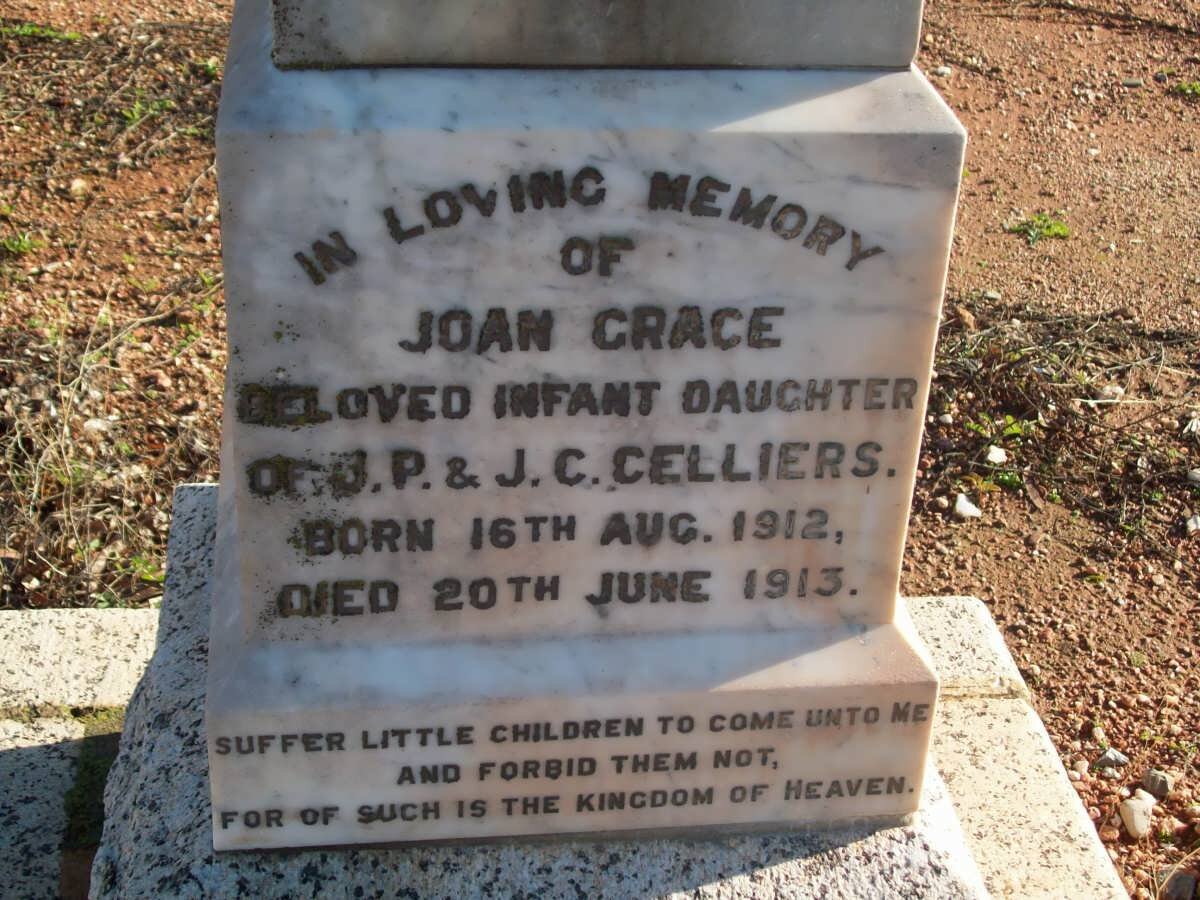 IN LOVING MEMORY
OF
JOAN GRACE
BELOVED INFANT DAUGHTER
OF J. P. & J. C. CELLIERS.
BORN 16TH AUG. 1912,
DIED 20TH JUNE 1913.
SUFFER LITTLE CHILDREN TO COME UNTO ME
AND FORBID THEM NOT,
FOR OF SUCH IS THE KINGDOM OF HEAVEN.